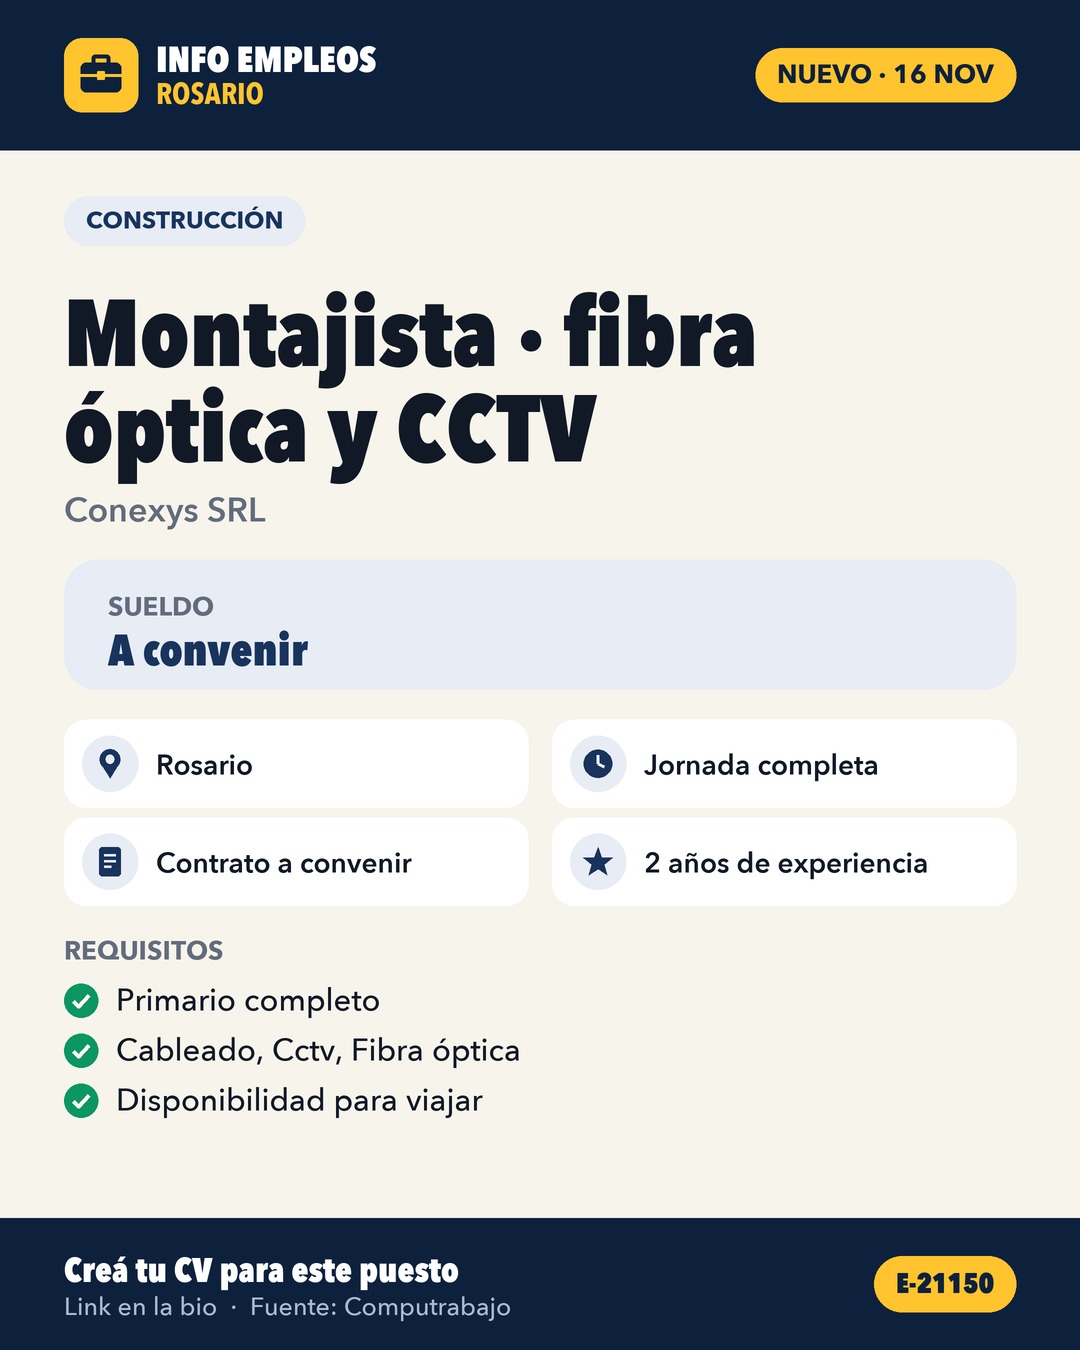 INFO EMPLEOS
ROSARIO
NUEVO · 16 NOV
CONSTRUCCIÓN
Montajista · fibra
óptica y CCTV
Conexys SRL
SUELDO
A convenir
Rosario
Jornada completa
Contrato a convenir
2 años de experiencia
REQUISITOS
Primario completo
Cableado, Cctv, Fibra óptica
Disponibilidad para viajar
Creá tu CV para este puesto
Link en la bio · Fuente: Computrabajo
E-21150